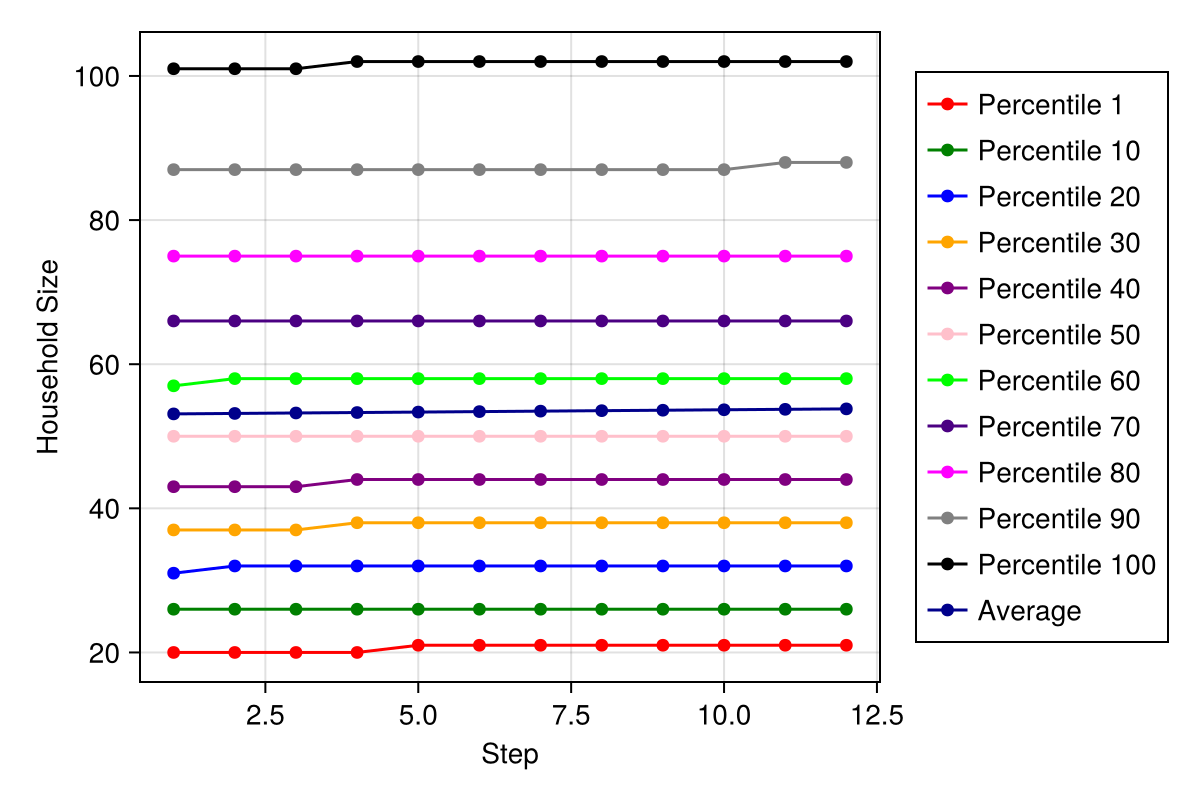 100
80
60
40
20
Household Size
2.5 5.0 7.5 10.0 12.5
Step
Percentile 1
Percentile 10
Percentile 20
Percentile 30
Percentile 40
Percentile 50
Percentile 60
Percentile 70
Percentile 80
Percentile 90
Percentile 100
Average